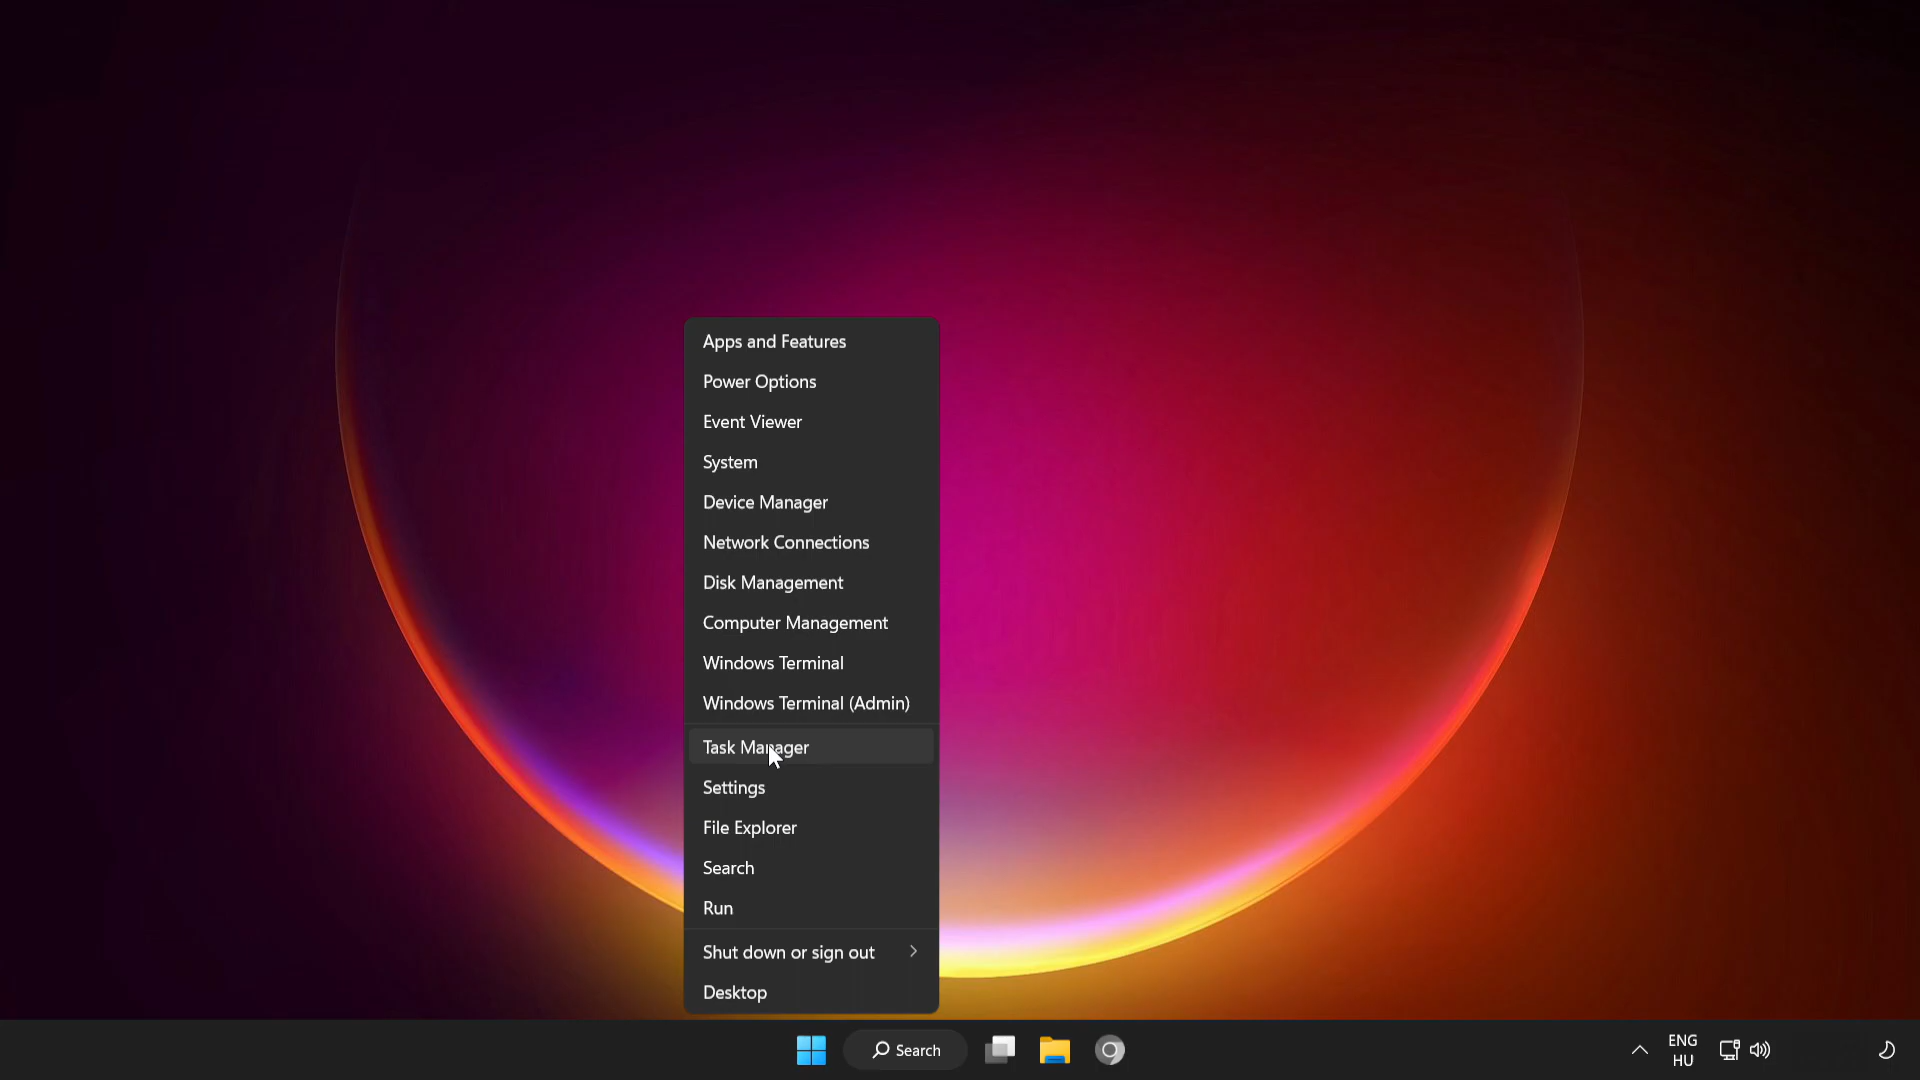 Apps and Features
Power Options
Event Viewer
System
Device Manager
Network Connections
Disk Management
Computer Management
Windows Terminal
Windows Terminal (Admin)
Task Manager
Settings
File Explorer
Search
Run
Shut down or sign out
Desktop
Search
ENG
HU